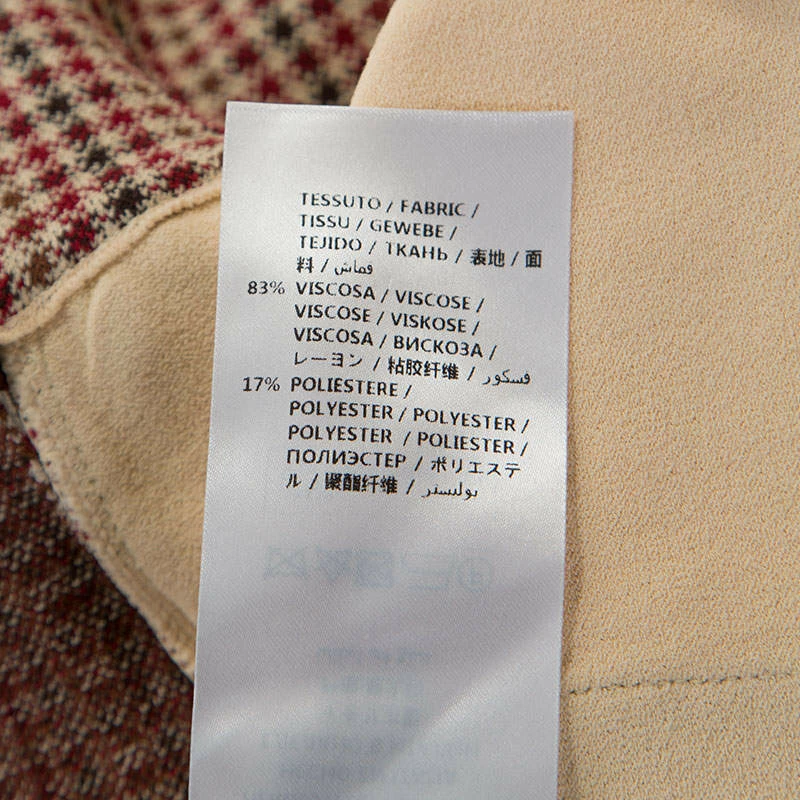 TESSUTO / FABRIC /
TISSU / GEWEBE /
TEJIDO / ТКАНЬ / 表地 / 面
料 / قماش
83% VISCOSA / VISCOSE /
VISCOSE / VISKOSE /
VISCOSA / ВИСКОЗА /
レーヨン / 粘胶纤维 / فسكور
17% POLIESTERE /
POLYESTER / POLYESTER /
POLYESTER / POLIESTER /
ПОЛИЭСТЕР / ポリエステ
ル / 聚酯纤维 / بوليستر